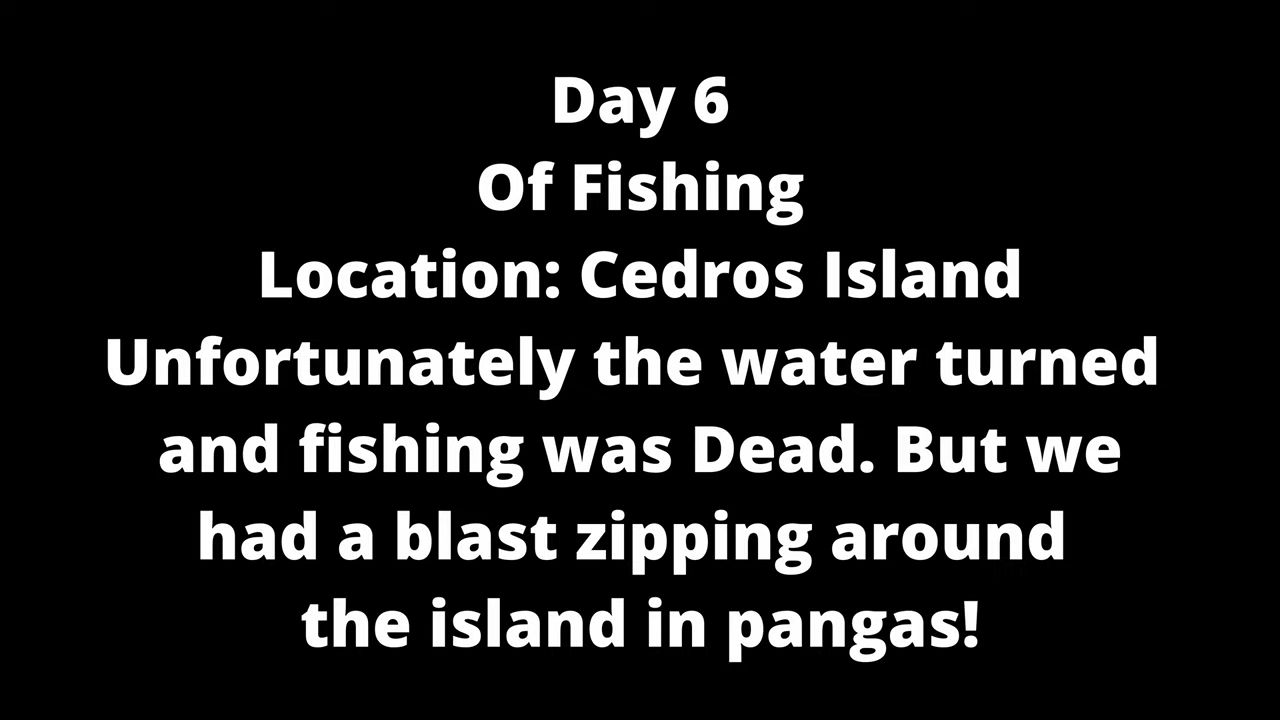 Day 6
Of Fishing
Location: Cedros Island
Unfortunately the water turned
and fishing was Dead. But we
had a blast zipping around
the island in pangas!